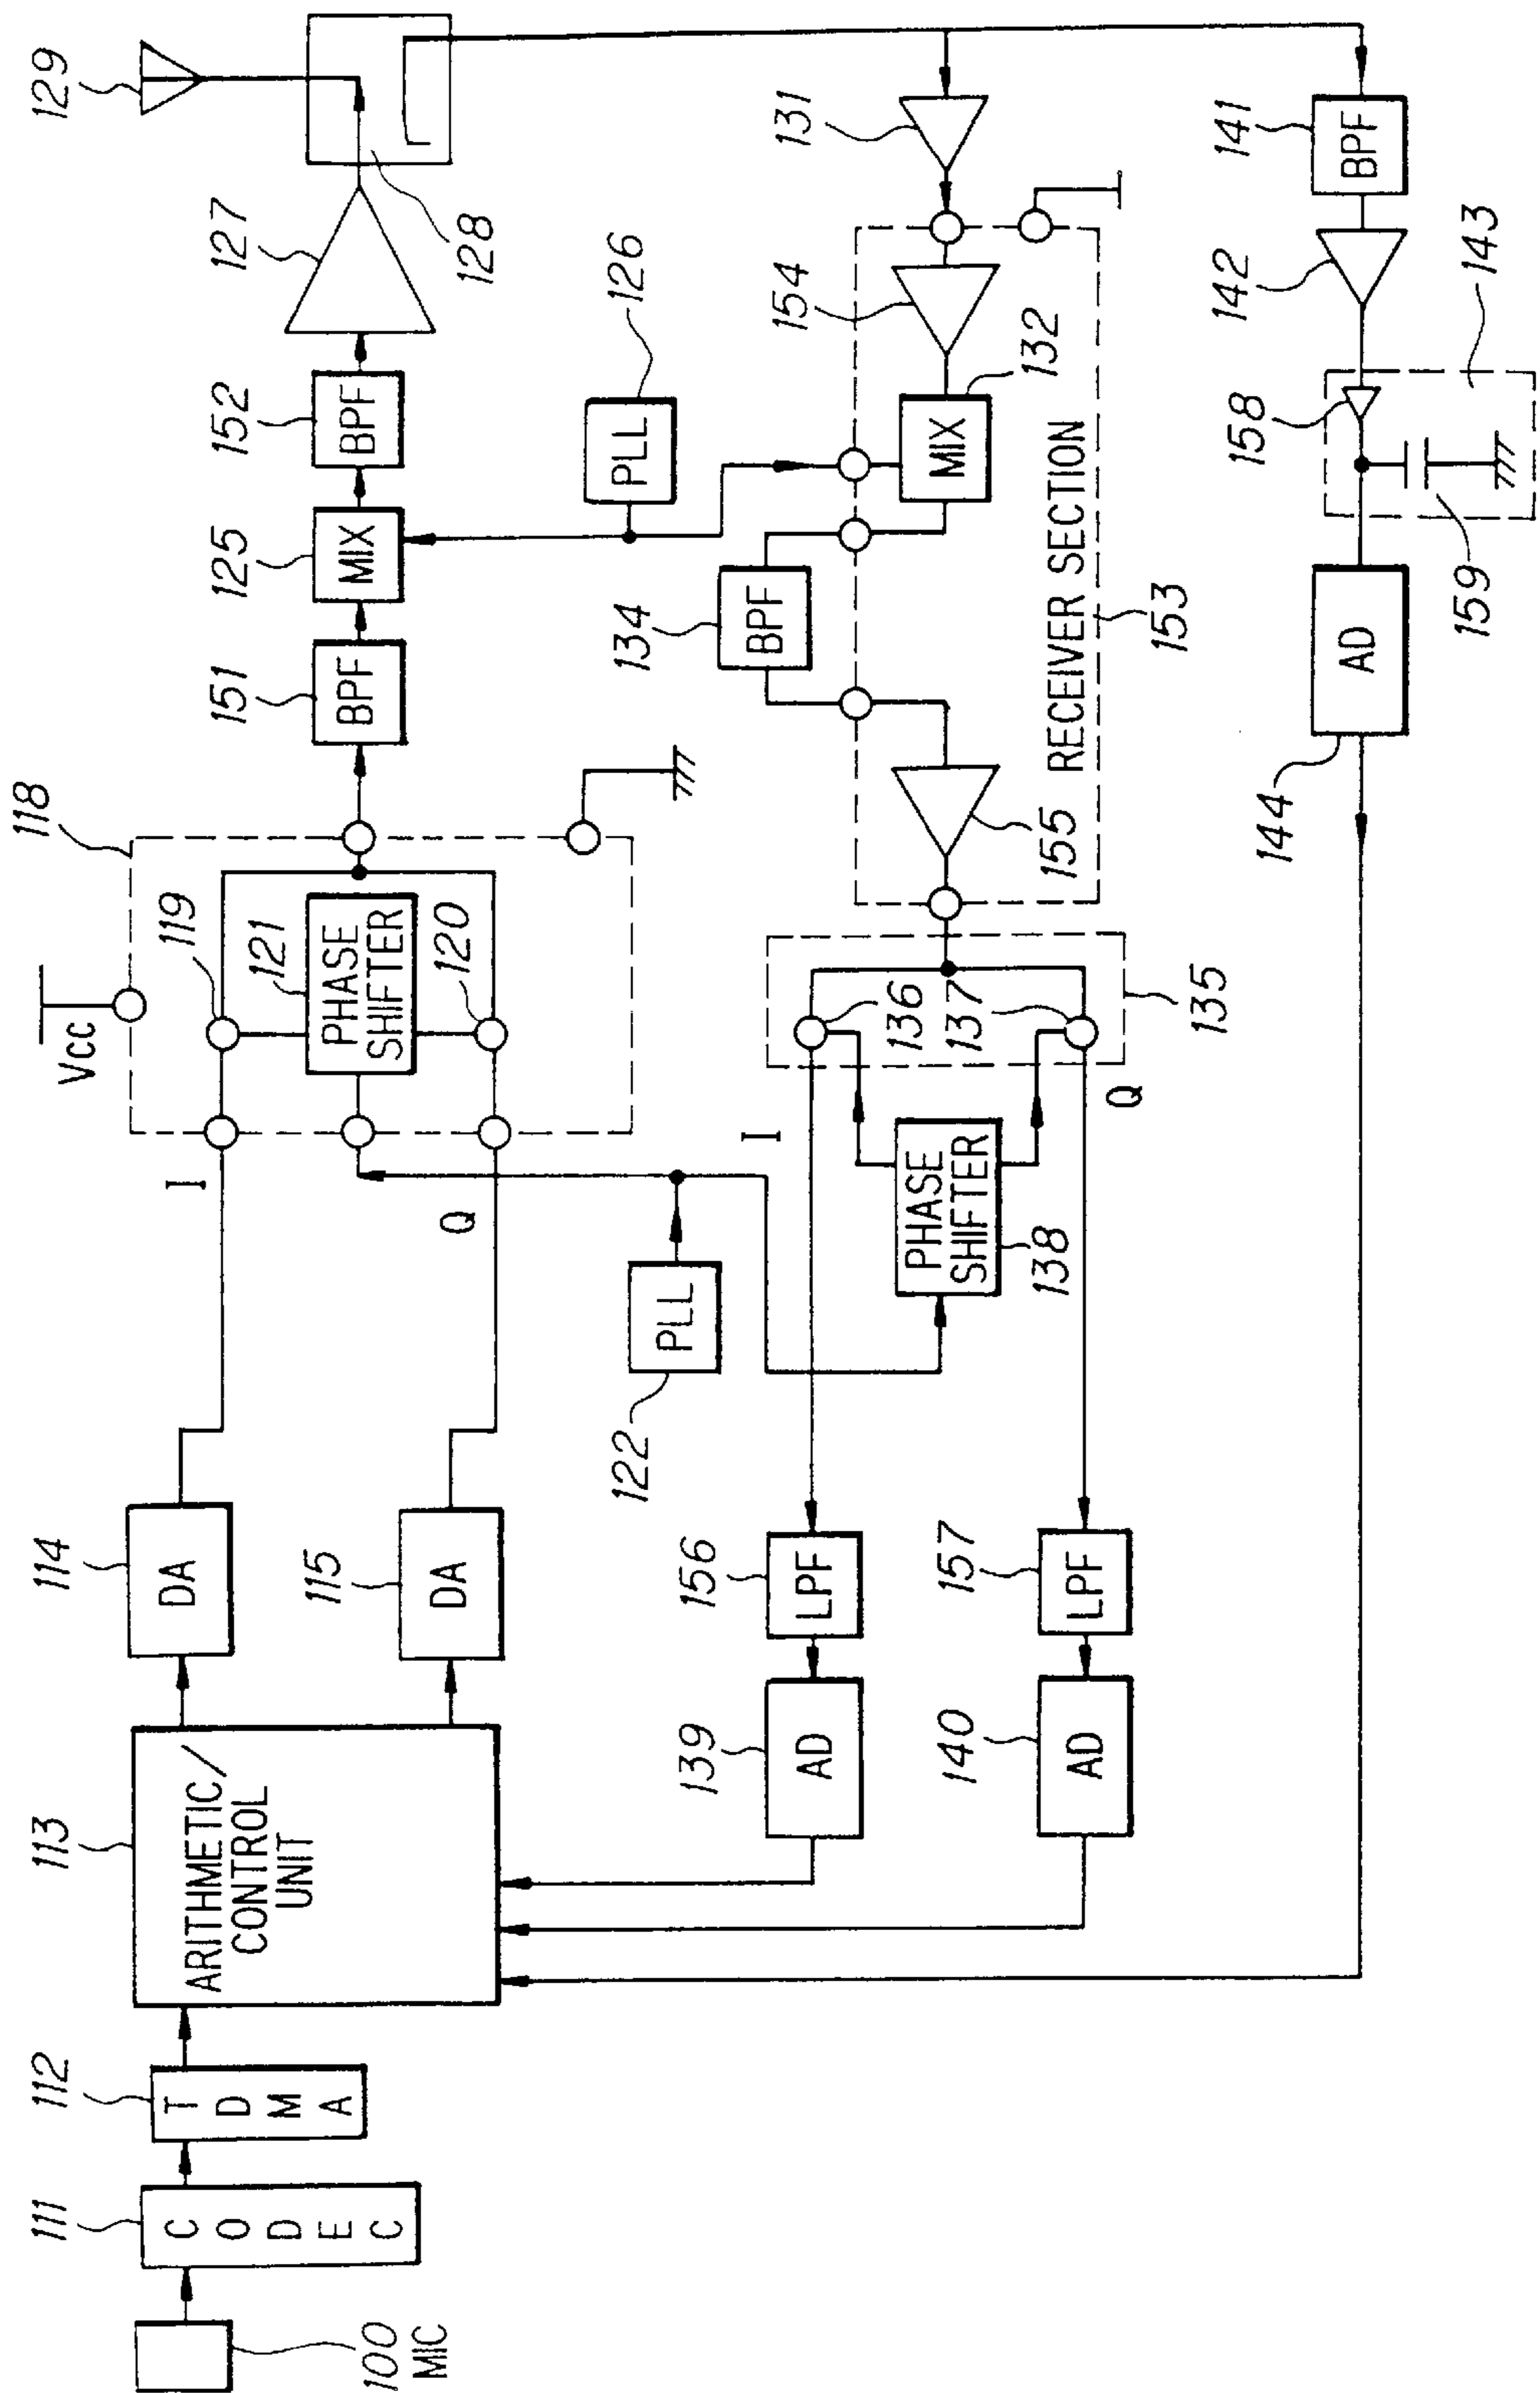 129
127
128
152
BPF
125
MIX
151
BPF
126
PLL
118
119
121
PHASE
SHIFTER
120
Vcc
I
Q
114
DA
115
DA
113
ARITHMETIC/
CONTROL
UNIT
112
TDMA
111
CODEC
100
MIC
122
PLL
131
154
132
MIX
134
BPF
155
RECEIVER SECTION
153
136
137
135
I
Q
PHASE
SHIFTER
138
156
LPF
157
LPF
139
AD
140
AD
141
BPF
142
143
158
159
144
AD